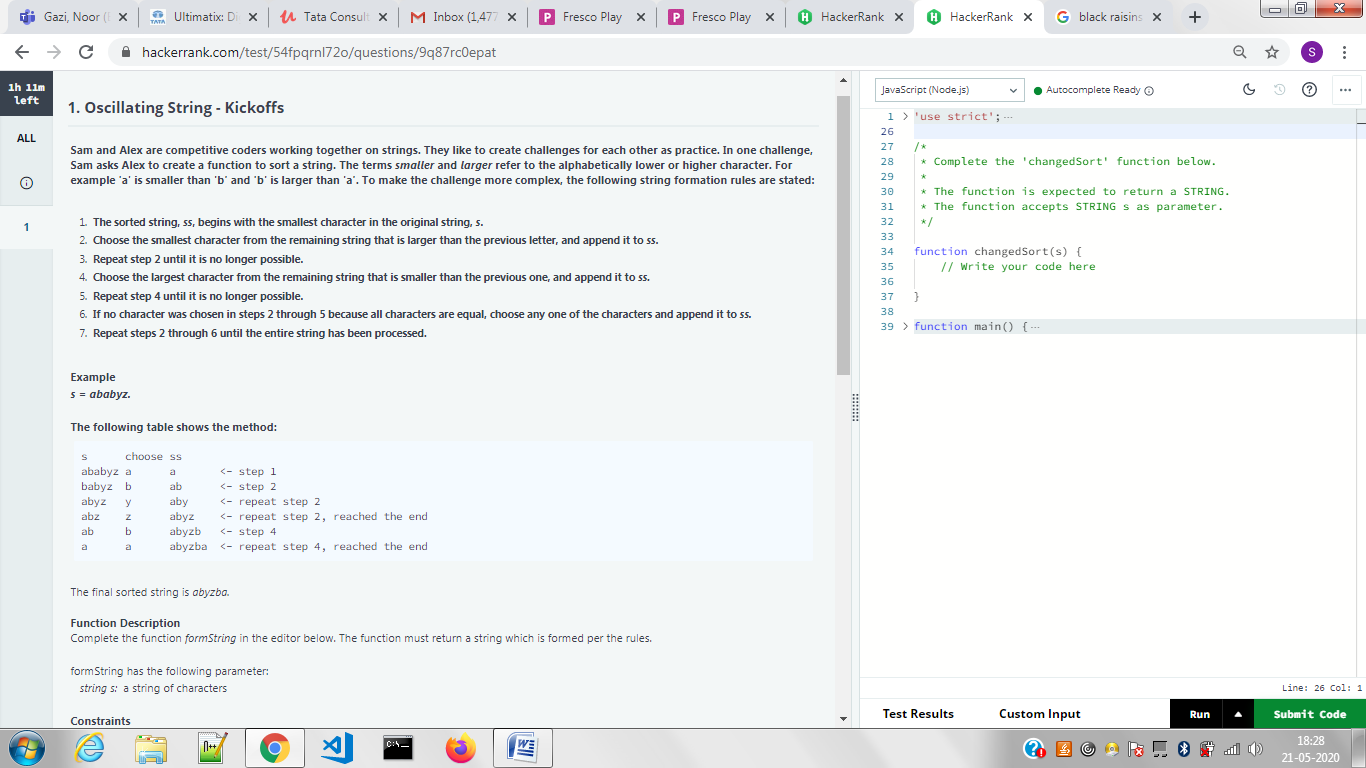 Gazi, Noor (
Ultimatix: Di
Tata Consult
Inbox (1,477
Fresco Play
Fresco Play
HackerRank
HackerRank
black raisins
hackerrank.com/test/54fpqrnl72o/questions/9q87rc0epat
S
1h 11m
left
ALL
1
1. Oscillating String - Kickoffs
Sam and Alex are competitive coders working together on strings. They like to create challenges for each other as practice. In one challenge,
Sam asks Alex to create a function to sort a string. The terms smaller and larger refer to the alphabetically lower or higher character. For
example 'a' is smaller than 'b' and 'b' is larger than 'a'. To make the challenge more complex, the following string formation rules are stated:
1. The sorted string, ss, begins with the smallest character in the original string, s.
2. Choose the smallest character from the remaining string that is larger than the previous letter, and append it to ss.
3. Repeat step 2 until it is no longer possible.
4. Choose the largest character from the remaining string that is smaller than the previous one, and append it to ss.
5. Repeat step 4 until it is no longer possible.
6. If no character was chosen in steps 2 through 5 because all characters are equal, choose any one of the characters and append it to ss.
7. Repeat steps 2 through 6 until the entire string has been processed.
Example
s = ababyz.
The following table shows the method:
s choose ss
ababyz a a <- step 1
babyz b ab <- step 2
abyz y aby <- repeat step 2
abz z abyz <- repeat step 2, reached the end
ab b abyzb <- step 4
a a abyzba <- repeat step 4, reached the end
The final sorted string is abyzba.
Function Description
Complete the function formString in the editor below. The function must return a string which is formed per the rules.
formString has the following parameter:
string s: a string of characters
Constraints
JavaScript (Node.js)
Autocomplete Ready
1 > 'use strict'; ...
26
27 /*
28 * Complete the 'changedSort' function below.
29 *
30 * The function is expected to return a STRING.
31 * The function accepts STRING s as parameter.
32 */
33
34 function changedSort(s) {
35 // Write your code here
36
37 }
38
39 > function main() { ...
Line: 26 Col: 1
Test Results
Custom Input
Run
Submit Code
18:28
21-05-2020